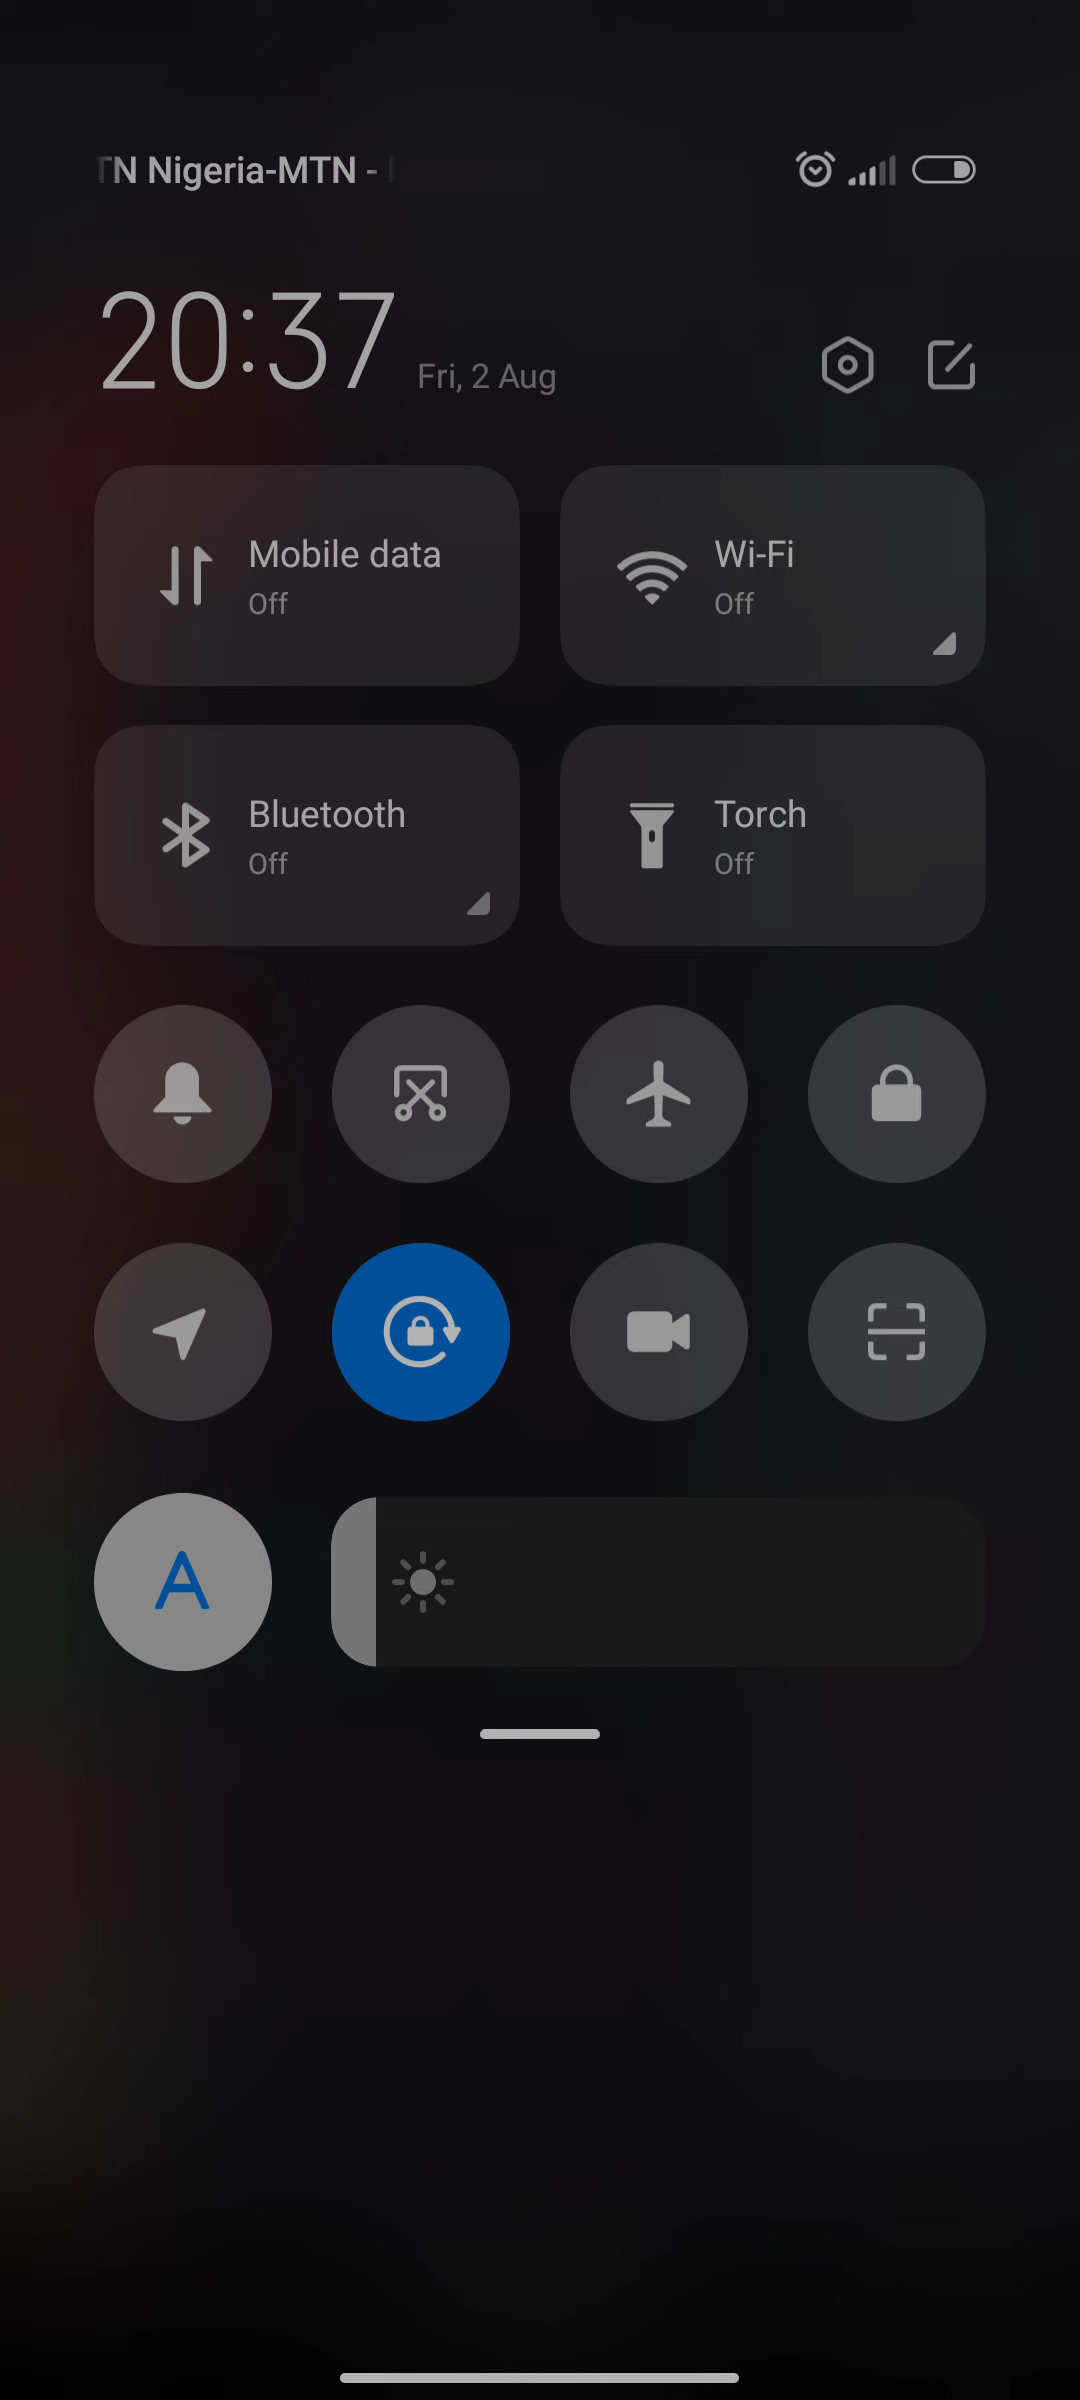 TN Nigeria-MTN -
20:37 Fri, 2 Aug
Mobile data
Off
Wi-Fi
Off
Bluetooth
Off
Torch
Off
A